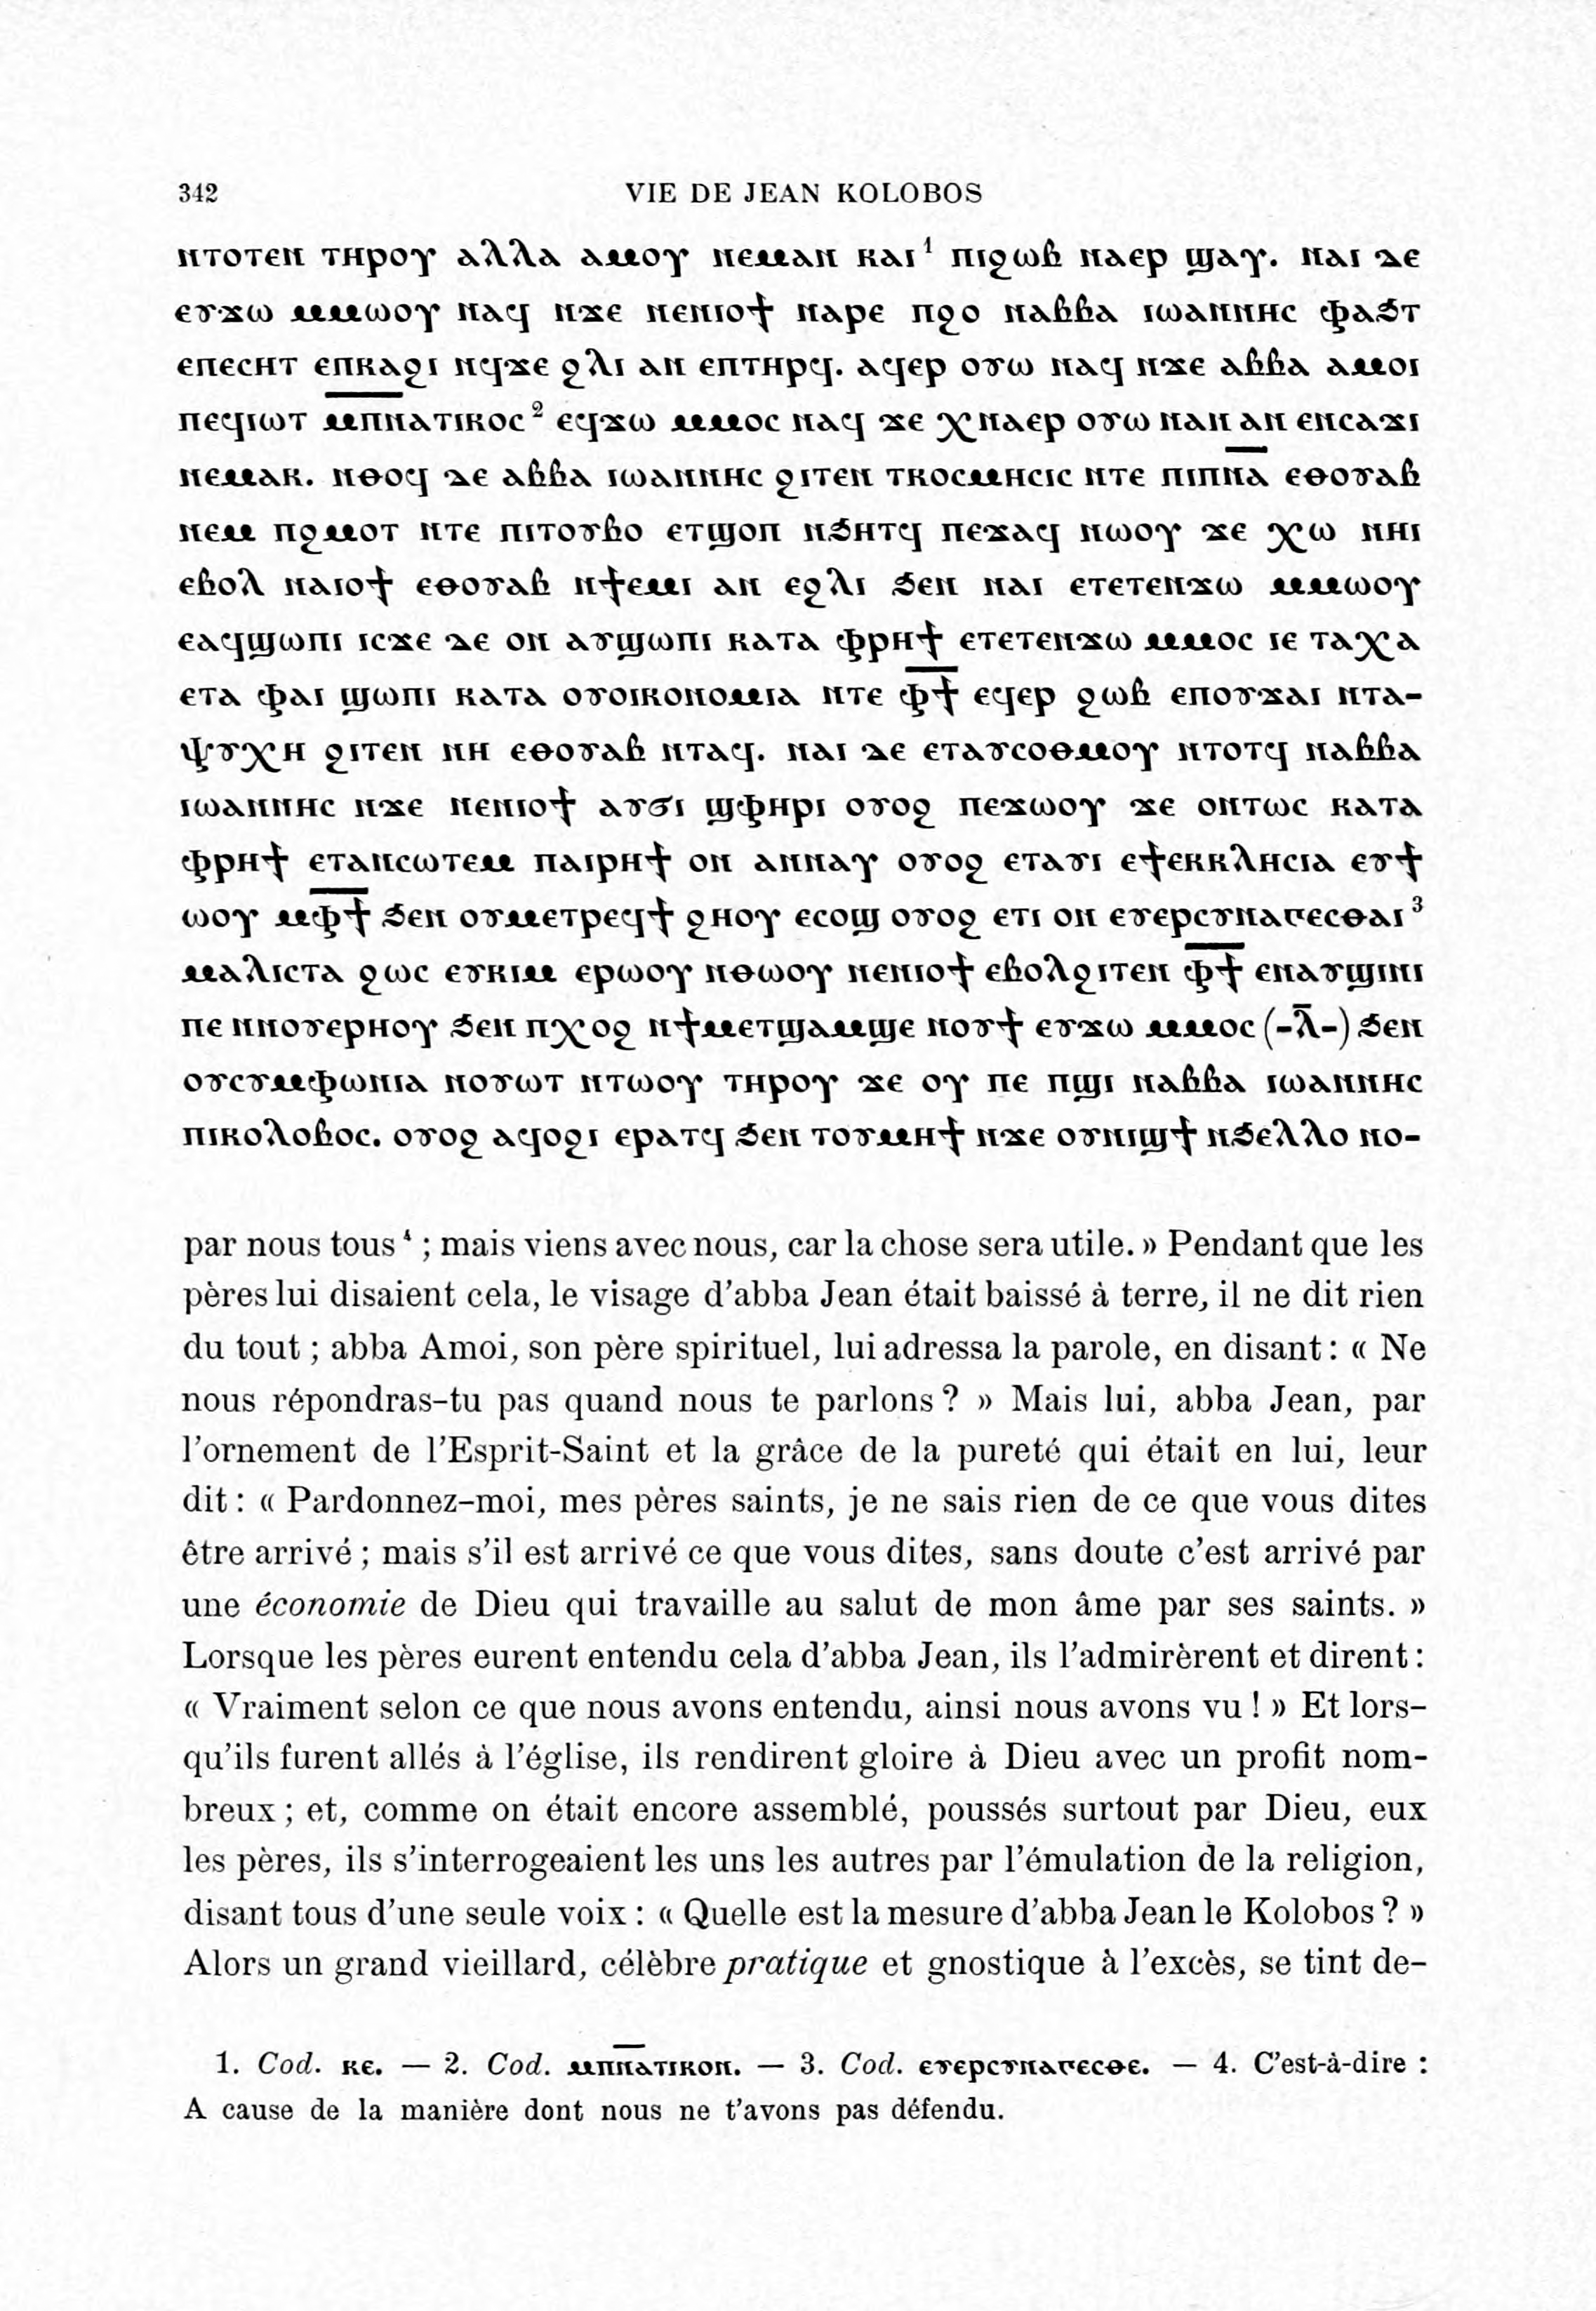 342 VIE DE JEAN KOLOBOS
ⲛⲧⲟⲧⲉⲛ ⲧⲏⲣⲟⲩ ⲁⲗⲗⲁ ⲁⲙⲟⲩ ⲛⲉⲙⲁⲛ ⲕⲁⲓ¹ ⲡⲓϩⲱⲃ ⲛⲁⲉⲣ ϣⲁⲩ. ⲛⲁⲓ ⲇⲉ
ⲉⲩϫⲱ ⲙⲙⲱⲟⲩ ⲛⲁϥ ⲛϫⲉ ⲛⲉⲛⲓⲟϯ ⲛⲁⲣⲉ ⲡϩⲟ ⲛⲁⲃⲃⲁ ⲓⲱⲁⲛⲛⲏⲥ ⲫⲁϧⲧ
ⲉⲡⲉⲥⲏⲧ ⲉⲡⲕⲁϩⲓ ⲛϥϫⲉ ϩⲗⲓ ⲁⲛ ⲉⲡⲧⲏⲣϥ. ⲁϥⲉⲣ ⲟⲩⲱ ⲛⲁϥ ⲛϫⲉ ⲁⲃⲃⲁ ⲁⲙⲟⲓ
ⲡⲉϥⲓⲱⲧ ⲙ̅ⲡ̅ⲛ̅ⲁⲧⲓⲕⲟⲥ² ⲉϥϫⲱ ⲙⲙⲟⲥ ⲛⲁϥ ϫⲉ ⲭⲛⲁⲉⲣ ⲟⲩⲱ ⲛⲁⲛ ⲁⲛ ⲉⲛⲥⲁϫⲓ
ⲛⲉⲙⲁⲕ. ⲛⲑⲟϥ ⲇⲉ ⲁⲃⲃⲁ ⲓⲱⲁⲛⲛⲏⲥ ϩⲓⲧⲉⲛ ⲧⲕⲟⲥⲙⲏⲥⲓⲥ ⲛⲧⲉ ⲡⲓⲡ̅ⲛ̅ⲁ̅ ⲉⲑⲟⲩⲁⲃ
ⲛⲉⲙ ⲡϩⲙⲟⲧ ⲛⲧⲉ ⲡⲓⲧⲟⲩⲃⲟ ⲉⲧϣⲟⲡ ⲛϧⲏⲧϥ ⲡⲉϫⲁϥ ⲛⲱⲟⲩ ϫⲉ ⲭⲱ ⲛⲏⲓ
ⲉⲃⲟⲗ ⲛⲁⲓⲟϯ ⲉⲑⲟⲩⲁⲃ ⲛϯⲉⲙⲓ ⲁⲛ ⲉϩⲗⲓ ϧⲉⲛ ⲛⲁⲓ ⲉⲧⲉⲧⲉⲛϫⲱ ⲙⲙⲱⲟⲩ
ⲉⲁϥϣⲱⲡⲓ ⲓⲥϫⲉ ⲇⲉ ⲟⲛ ⲁⲩϣⲱⲡⲓ ⲕⲁⲧⲁ ⲫⲣⲏϯ ⲉⲧⲉⲧⲉⲛϫⲱ ⲙⲙⲟⲥ ⲓⲉ ⲧⲁⲭⲁ
ⲉⲧⲁ ⲫⲁⲓ ϣⲱⲡⲓ ⲕⲁⲧⲁ ⲟⲩⲟⲓⲕⲟⲛⲟⲙⲓⲁ ⲛⲧⲉ ⲫ̅ϯ̅ ⲉϥⲉⲣ ϩⲱⲃ ⲉⲡⲟⲩϫⲁⲓ ⲛⲧⲁ-
ⲯⲩⲭⲏ ϩⲓⲧⲉⲛ ⲛⲏ ⲉⲑⲟⲩⲁⲃ ⲛⲧⲁϥ. ⲛⲁⲓ ⲇⲉ ⲉⲧⲁⲩⲥⲟⲑⲙⲟⲩ ⲛⲧⲟⲧϥ ⲛⲁⲃⲃⲁ
ⲓⲱⲁⲛⲛⲏⲥ ⲛϫⲉ ⲛⲉⲛⲓⲟϯ ⲁⲩϭⲓ ϣⲫⲏⲣⲓ ⲟⲩⲟϩ ⲡⲉϫⲱⲟⲩ ϫⲉ ⲟⲛⲧⲱⲥ ⲕⲁⲧⲁ
ⲫⲣⲏϯ ⲉⲧⲁⲛⲥⲱⲧⲉⲙ ⲡⲁⲓⲣⲏϯ ⲟⲛ ⲁⲛⲛⲁⲩ ⲟⲩⲟϩ ⲉⲧⲁⲩⲓ ⲉϯⲉⲕⲕⲗⲏⲥⲓⲁ ⲉⲩϯ
ⲱⲟⲩ ⲙⲫ̅ϯ̅ ϧⲉⲛ ⲟⲩⲙⲉⲧⲣⲉϥϯ ϩⲏⲟⲩ ⲉⲥⲟϣ ⲟⲩⲟϩ ⲉⲧⲓ ⲟⲛ ⲉⲩⲉⲣⲥⲩⲛⲁⲅⲉⲥⲑⲁⲓ³
ⲙⲁⲗⲓⲥⲧⲁ ϩⲱⲥ ⲉⲩⲕⲓⲙ ⲉⲣⲱⲟⲩ ⲛⲑⲱⲟⲩ ⲛⲉⲛⲓⲟϯ ⲉⲃⲟⲗϩⲓⲧⲉⲛ ⲫ̅ϯ̅ ⲉⲛⲁⲩϣⲓⲛⲓ
ⲡⲉ ⲛⲛⲟⲩⲉⲣⲏⲟⲩ ϧⲉⲛ ⲡⲭⲟϩ ⲛϯⲙⲉⲧϣⲁⲙϣⲉ ⲛⲟⲩϯ ⲉⲩϫⲱ ⲙⲙⲟⲥ (-ⲗ̅-) ϧⲉⲛ
ⲟⲩⲥⲩⲙⲫⲱⲛⲓⲁ ⲛⲟⲩⲱⲧ ⲛⲧⲱⲟⲩ ⲧⲏⲣⲟⲩ ϫⲉ ⲟⲩ ⲡⲉ ⲡϣⲓ ⲛⲁⲃⲃⲁ ⲓⲱⲁⲛⲛⲏⲥ
ⲡⲓⲕⲟⲗⲟⲃⲟⲥ. ⲟⲩⲟϩ ⲁϥⲟϩⲓ ⲉⲣⲁⲧϥ ϧⲉⲛ ⲧⲟⲩⲙⲏϯ ⲛϫⲉ ⲟⲩⲛⲓϣϯ ⲛϧⲉⲗⲗⲟ ⲛⲟ-
par nous tous⁴ ; mais viens avec nous, car la chose sera utile. » Pendant que les
pères lui disaient cela, le visage d'abba Jean était baissé à terre, il ne dit rien
du tout ; abba Amoi, son père spirituel, lui adressa la parole, en disant : « Ne
nous répondras-tu pas quand nous te parlons ? » Mais lui, abba Jean, par
l'ornement de l'Esprit-Saint et la grâce de la pureté qui était en lui, leur
dit : « Pardonnez-moi, mes pères saints, je ne sais rien de ce que vous dites
être arrivé ; mais s'il est arrivé ce que vous dites, sans doute c'est arrivé par
une économie de Dieu qui travaille au salut de mon âme par ses saints. »
Lorsque les pères eurent entendu cela d'abba Jean, ils l'admirèrent et dirent :
« Vraiment selon ce que nous avons entendu, ainsi nous avons vu ! » Et lors-
qu'ils furent allés à l'église, ils rendirent gloire à Dieu avec un profit nom-
breux ; et, comme on était encore assemblé, poussés surtout par Dieu, eux
les pères, ils s'interrogeaient les uns les autres par l'émulation de la religion,
disant tous d'une seule voix : « Quelle est la mesure d'abba Jean le Kolobos ? »
Alors un grand vieillard, célèbre pratique et gnostique à l'excès, se tint de-
1. Cod. ⲕⲉ. — 2. Cod. ⲙⲡ̅ⲛ̅ⲁⲧⲓⲕⲟⲛ. — 3. Cod. ⲉⲩⲉⲣⲥⲩⲛⲁⲅⲉⲥⲑⲉ. — 4. C'est-à-dire :
A cause de la manière dont nous ne t'avons pas défendu.